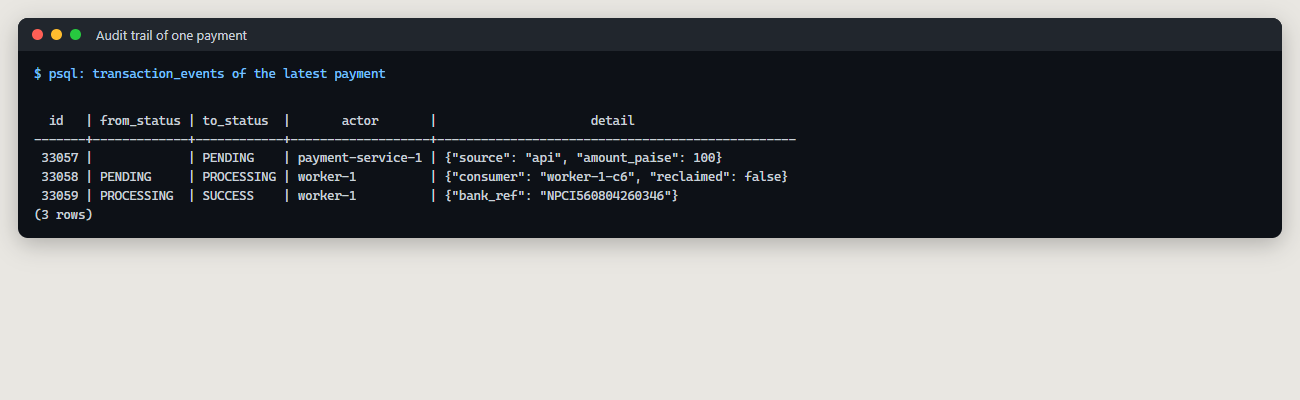 Audit trail of one payment
$ psql: transaction_events of the latest payment
  id   | from_status | to_status  |       actor       |                     detail
-------+-------------+------------+-------------------+-------------------------------------------------
 33057 |             | PENDING    | payment-service-1 | {"source": "api", "amount_paise": 100}
 33058 | PENDING     | PROCESSING | worker-1          | {"consumer": "worker-1-c6", "reclaimed": false}
 33059 | PROCESSING  | SUCCESS    | worker-1          | {"bank_ref": "NPCI560804260346"}
(3 rows)